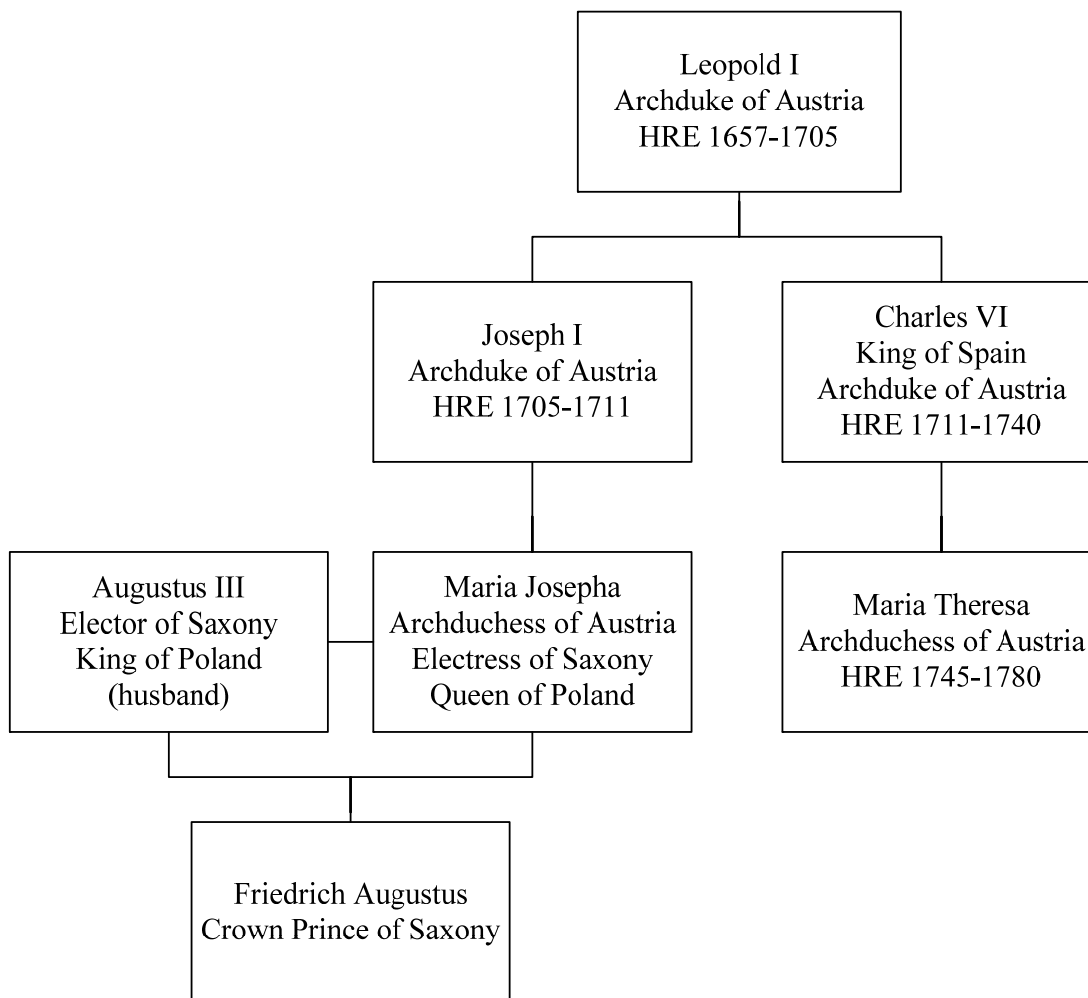 Leopold I
Archduke of Austria
HRE 1657-1705
Joseph I
Archduke of Austria
HRE 1705-1711
Charles VI
King of Spain
Archduke of Austria
HRE 1711-1740
Augustus III
Elector of Saxony
King of Poland
(husband)
Maria Josepha
Archduchess of Austria
Electress of Saxony
Queen of Poland
Maria Theresa
Archduchess of Austria
HRE 1745-1780
Friedrich Augustus
Crown Prince of Saxony